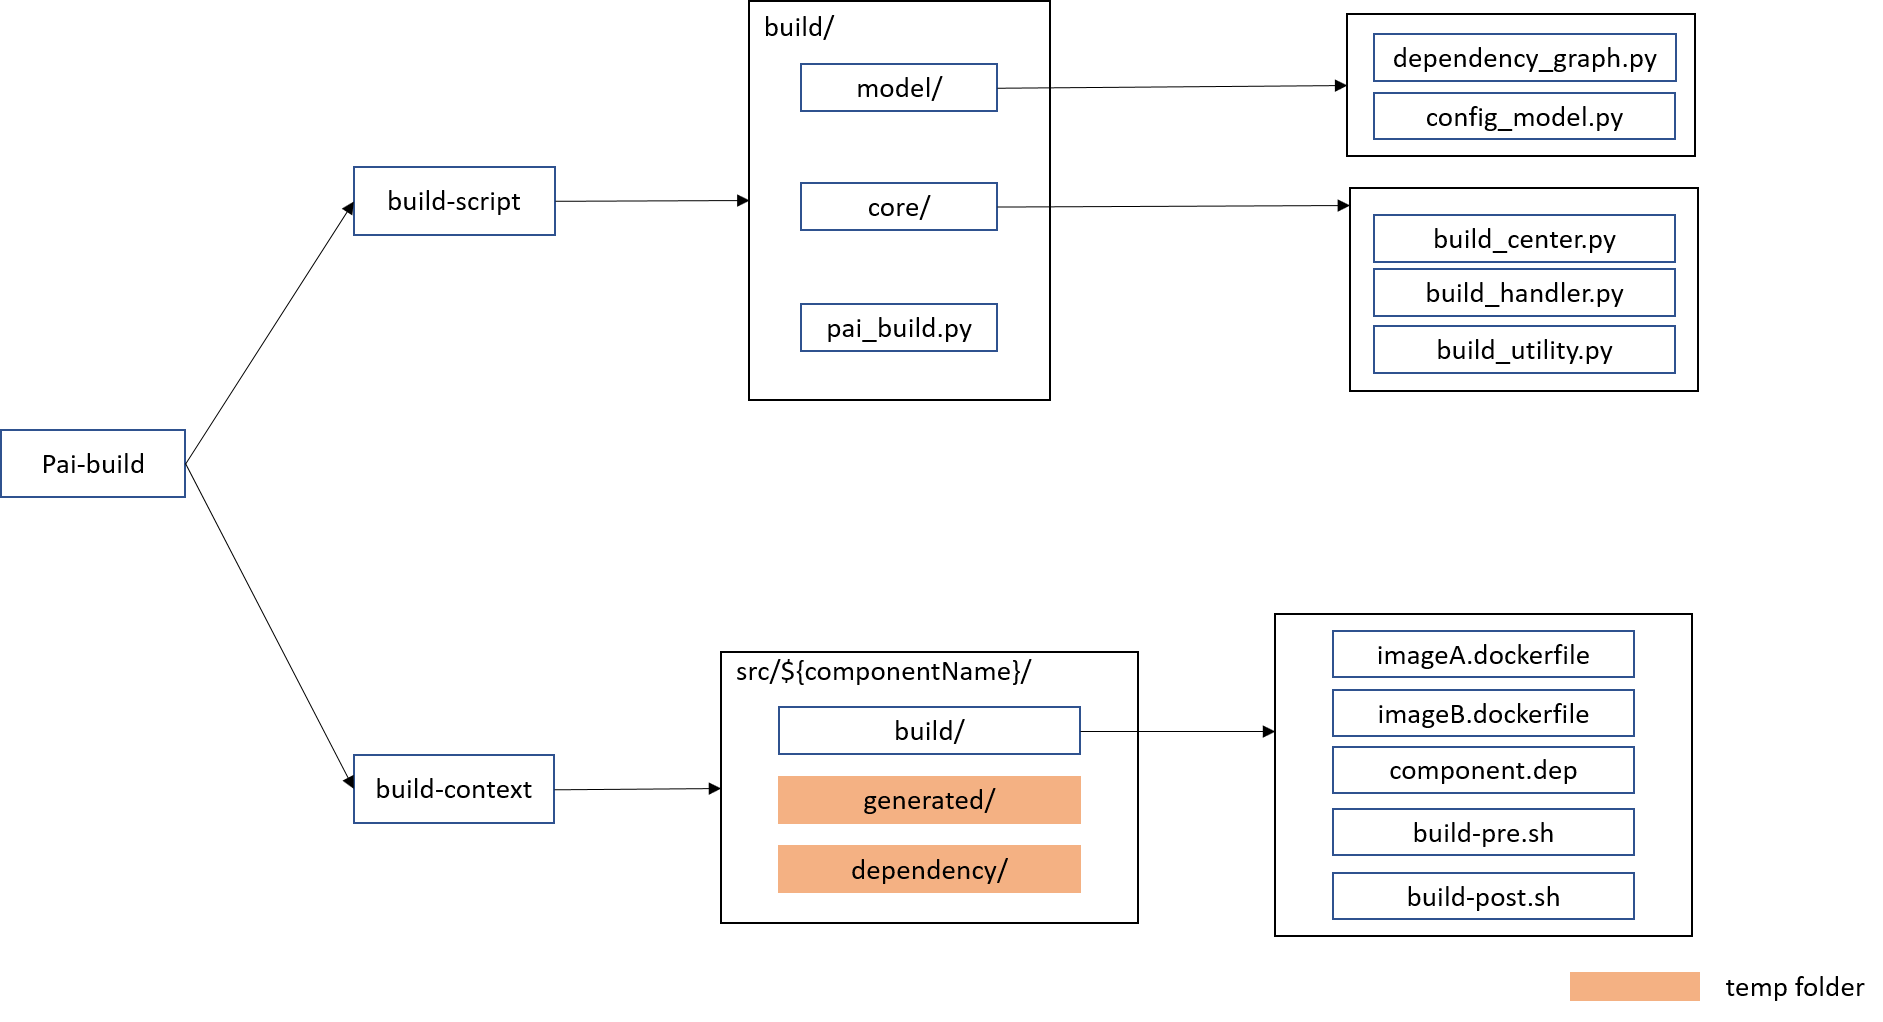 Pai-build
build-script
build/
model/
core/
pai_build.py
dependency_graph.py
config_model.py
build_center.py
build_handler.py
build_utility.py
build-context
src/${componentName}/
build/
generated/
dependency/
imageA.dockerfile
imageB.dockerfile
component.dep
build-pre.sh
build-post.sh
temp folder